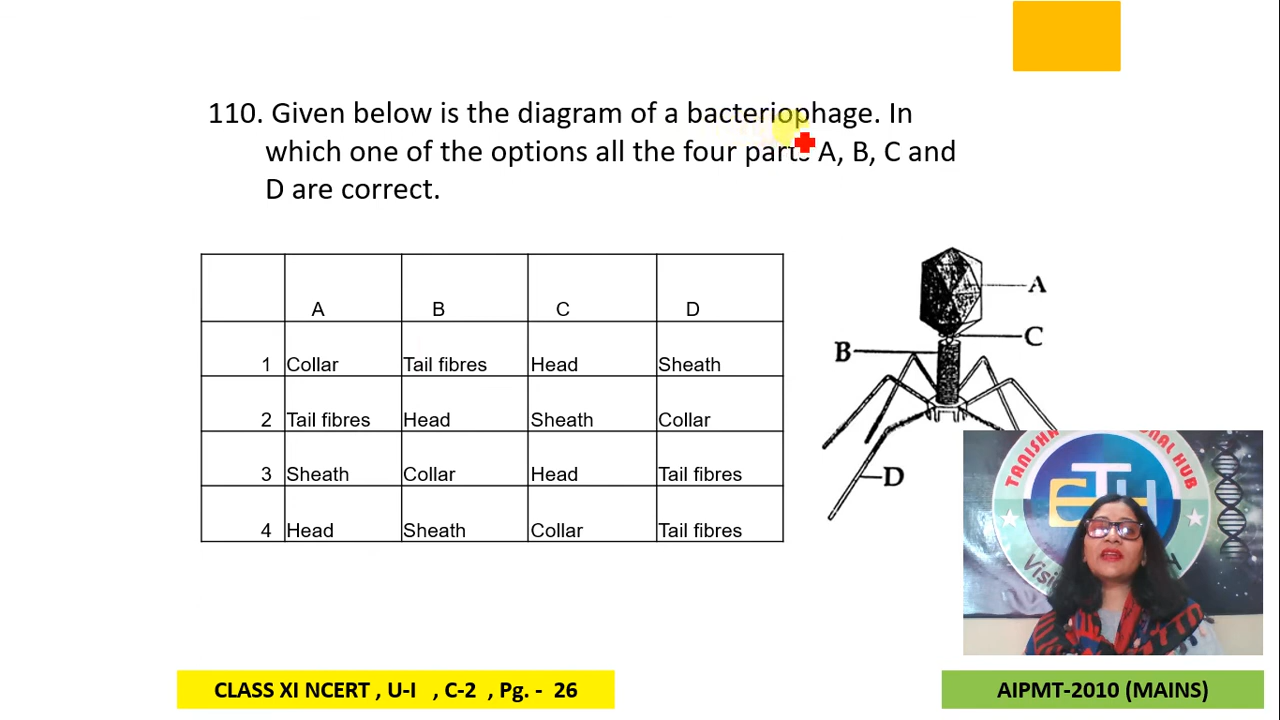 110. Given below is the diagram of a bacteriophage. In
which one of the options all the four parts A, B, C and
D are correct.
A B C D
1 Collar Tail fibres Head Sheath
2 Tail fibres Head Sheath Collar
3 Sheath Collar Head Tail fibres
4 Head Sheath Collar Tail fibres
A
C
B
D
TANISHA
ETH
CLASS XI NCERT , U-I , C-2 , Pg. - 26
AIPMT-2010 (MAINS)